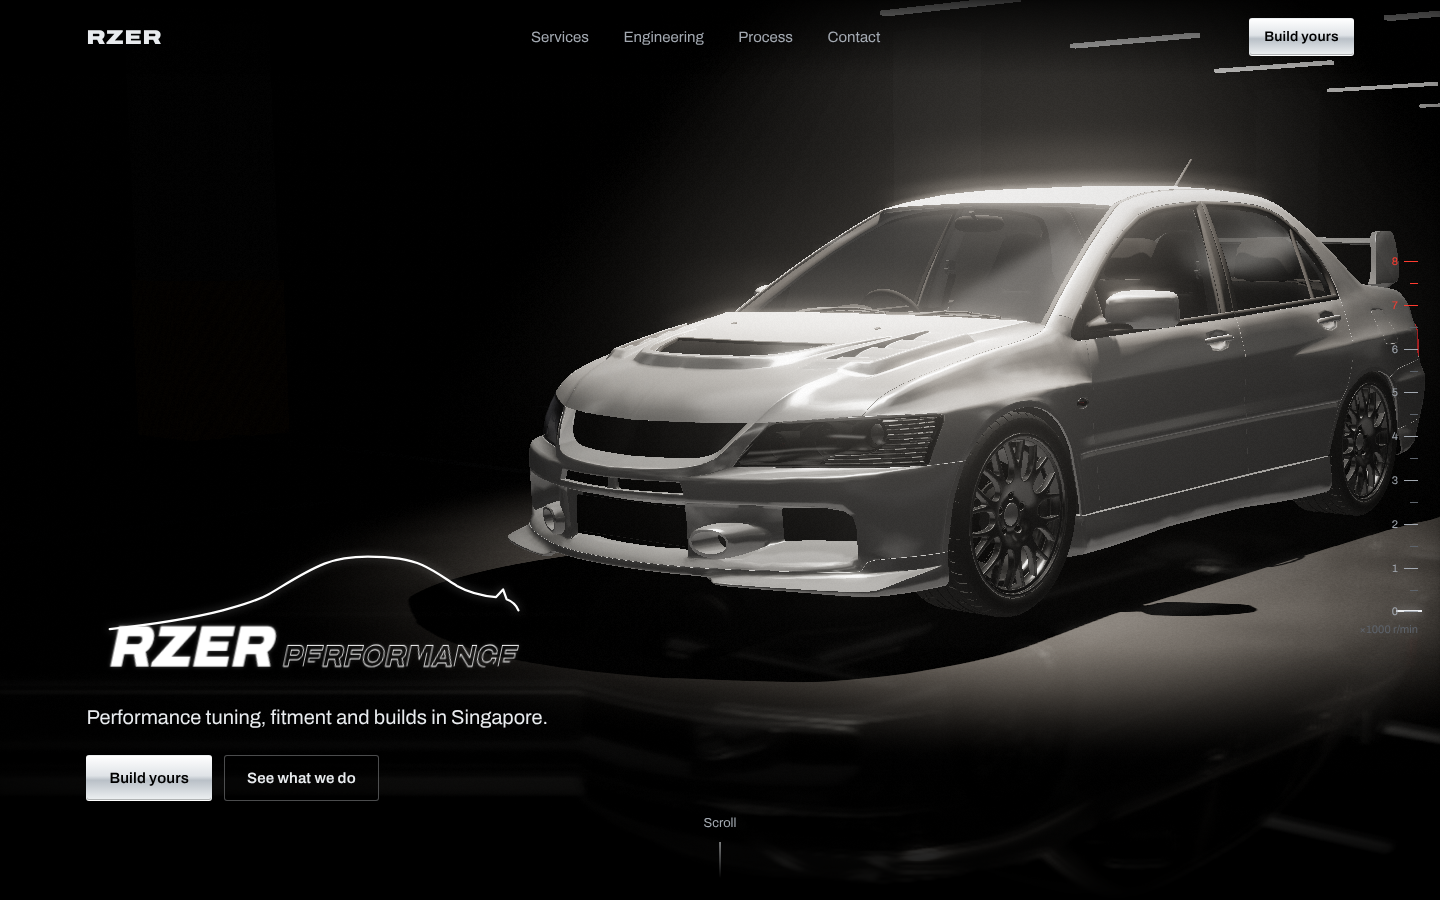 RZER
Services
Engineering
Process
Contact
Build yours
8
7
6
5
4
3
2
1
0
×1000 r/min
RZER PERFORMANCE
Performance tuning, fitment and builds in Singapore.
Build yours
See what we do
Scroll